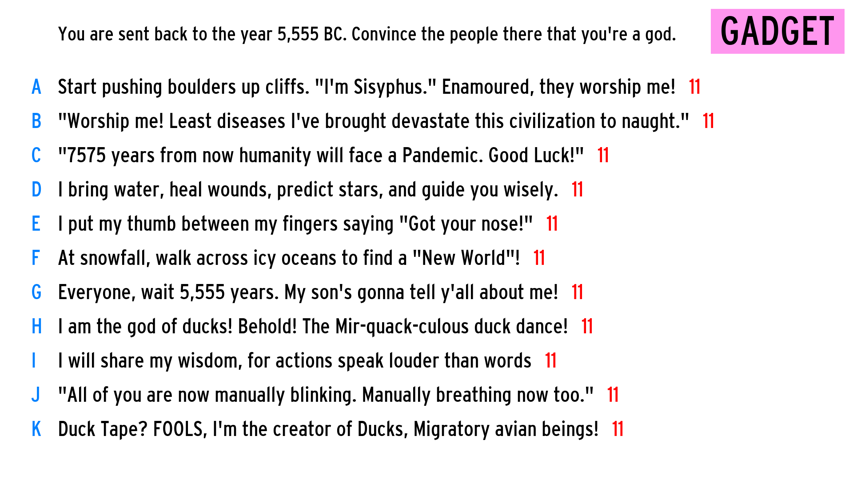 You are sent back to the year 5,555 BC. Convince the people there that you're a god.
GADGET
A Start pushing boulders up cliffs. "I'm Sisyphus." Enamoured, they worship me! 11
B "Worship me! Least diseases I've brought devastate this civilization to naught." 11
C "7575 years from now humanity will face a Pandemic. Good Luck!" 11
D I bring water, heal wounds, predict stars, and guide you wisely. 11
E I put my thumb between my fingers saying "Got your nose!" 11
F At snowfall, walk across icy oceans to find a "New World"! 11
G Everyone, wait 5,555 years. My son's gonna tell y'all about me! 11
H I am the god of ducks! Behold! The Mir-quack-culous duck dance! 11
I I will share my wisdom, for actions speak louder than words 11
J "All of you are now manually blinking. Manually breathing now too." 11
K Duck Tape? FOOLS, I'm the creator of Ducks, Migratory avian beings! 11